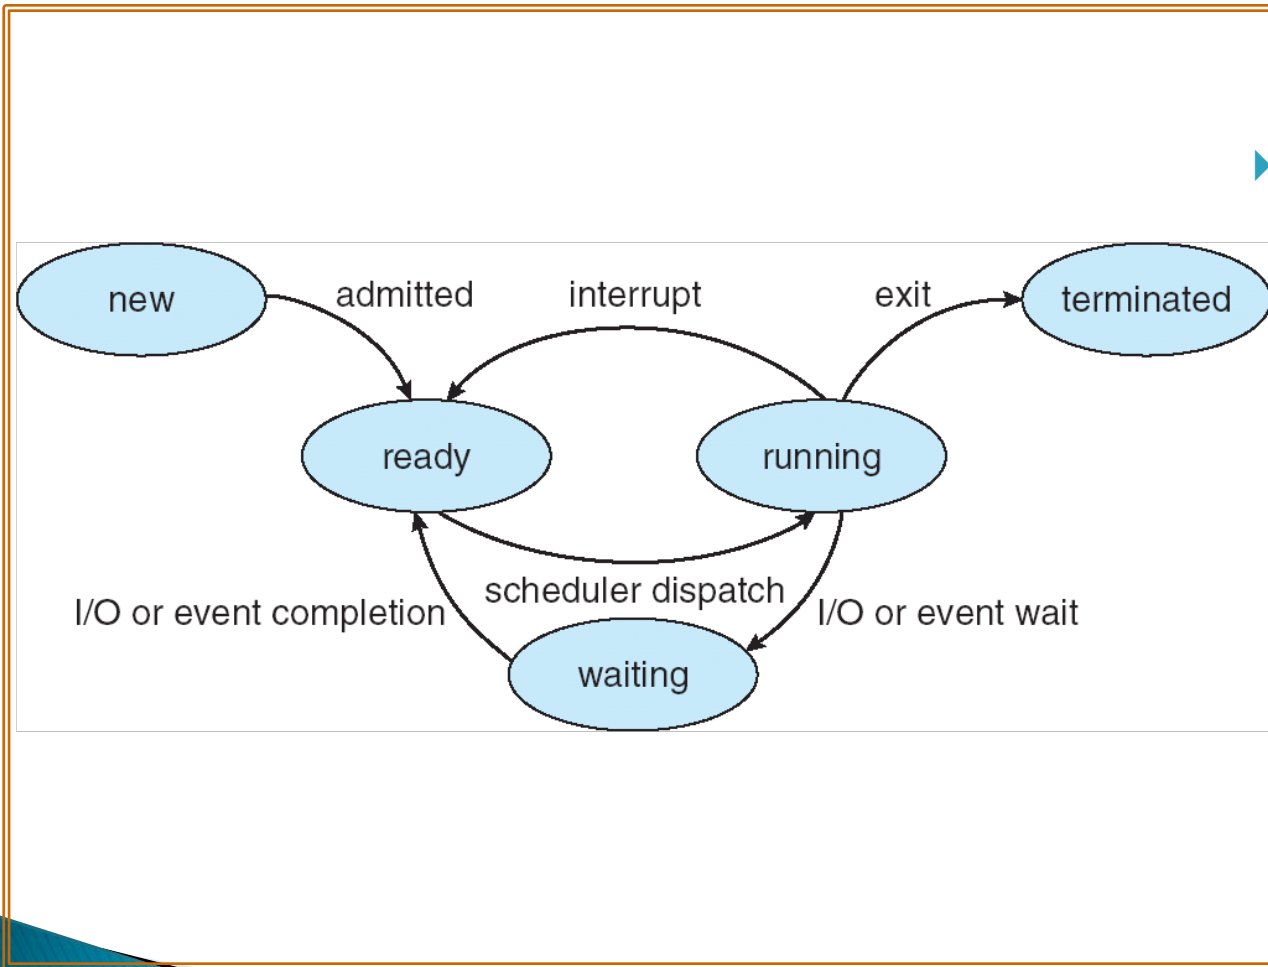 new
admitted
interrupt
exit
terminated
ready
running
scheduler dispatch
I/O or event completion
I/O or event wait
waiting